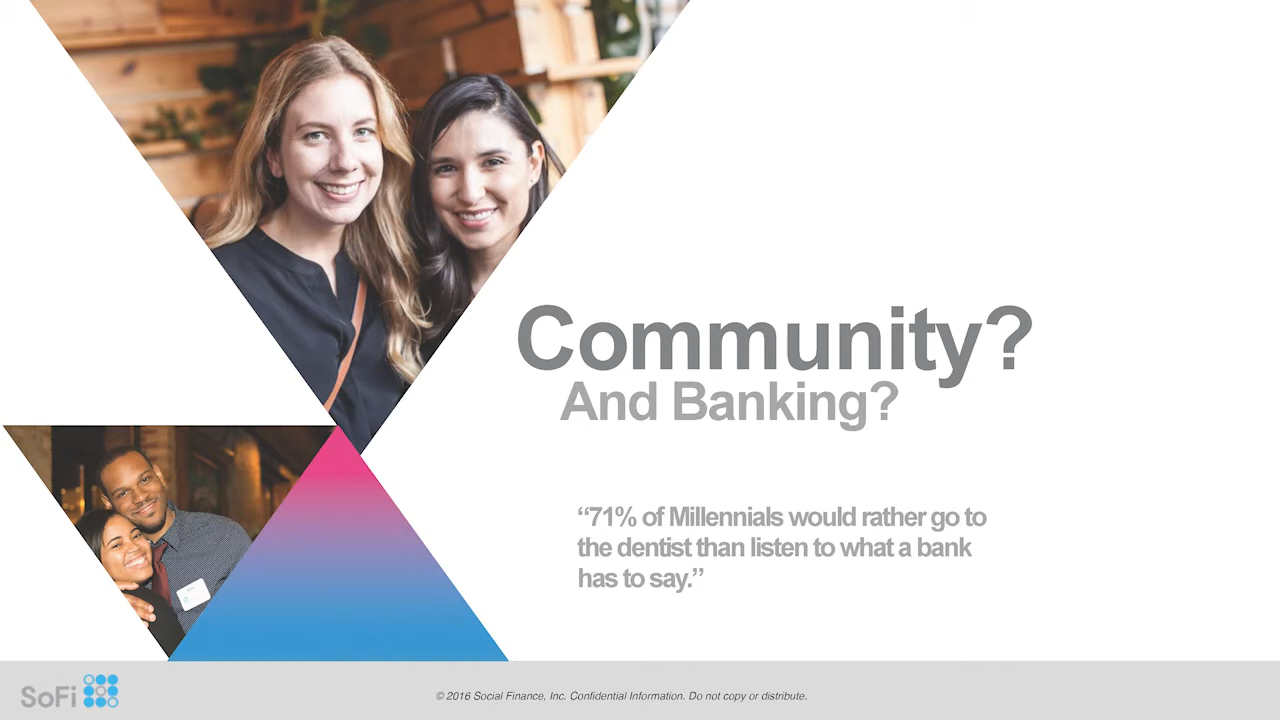 Community?
And Banking?
“71% of Millennials would rather go to
the dentist than listen to what a bank
has to say.”
SoFi
© 2016 Social Finance, Inc. Confidential Information. Do not copy or distribute.